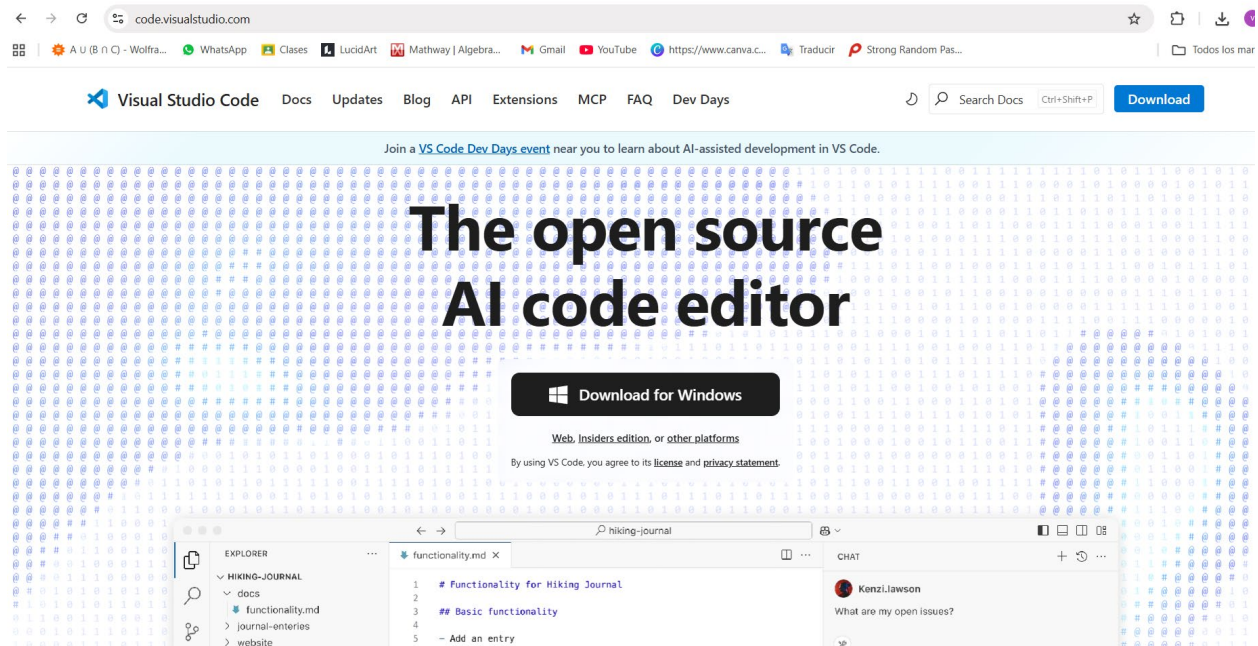 code.visualstudio.com
A ∪ (B ∩ C) - Wolfra... WhatsApp Clases LucidArt Mathway | Algebra... Gmail YouTube https://www.canva.c... Traducir Strong Random Pas... Todos los mar
Visual Studio Code Docs Updates Blog API Extensions MCP FAQ Dev Days Search Docs Ctrl+Shift+P Download
Join a VS Code Dev Days event near you to learn about AI-assisted development in VS Code.
The open source
AI code editor
Download for Windows
Web, Insiders edition, or other platforms
By using VS Code, you agree to its license and privacy statement.
hiking-journal
EXPLORER ··· functionality.md CHAT
HIKING-JOURNAL 1 # Functionality for Hiking Journal
Kenzi.lawson
docs 2
functionality.md 3 ## Basic functionality What are my open issues?
journal-enteries 4
website 5 - Add an entry